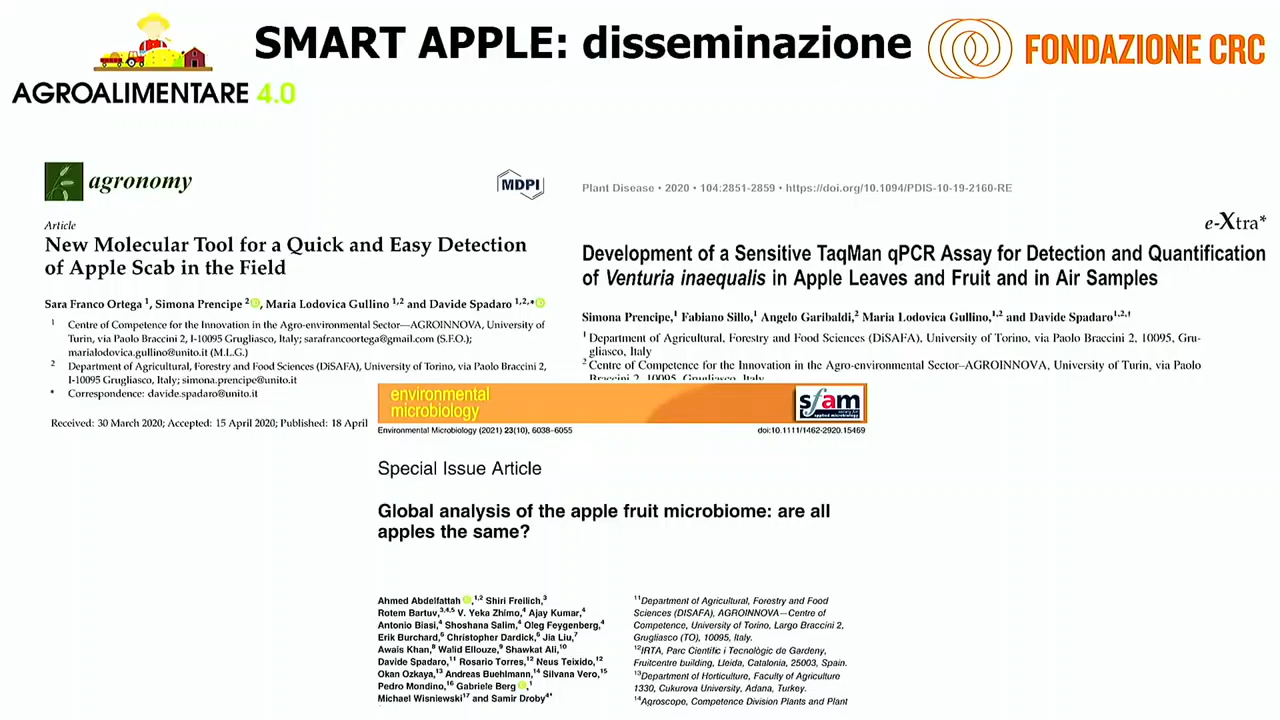 SMART APPLE: disseminazione
AGROALIMENTARE 4.0
FONDAZIONE CRC
agronomy
MDPI
Article
New Molecular Tool for a Quick and Easy Detection
of Apple Scab in the Field
Sara Franco Ortega 1, Simona Prencipe 2, Maria Lodovica Gullino 1,2 and Davide Spadaro 1,2,*
1 Centre of Competence for the Innovation in the Agro-environmental Sector—AGROINNOVA, University of
Turin, via Paolo Braccini 2, I-10095 Grugliasco, Italy; sarafrancoortega@gmail.com (S.F.O.);
marialodovica.gullino@unito.it (M.L.G.)
2 Department of Agricultural, Forestry and Food Sciences (DiSAFA), University of Torino, via Paolo Braccini 2,
I-10095 Grugliasco, Italy; simona.prencipe@unito.it
* Correspondence: davide.spadaro@unito.it
Received: 30 March 2020; Accepted: 15 April 2020; Published: 18 April
Plant Disease • 2020 • 104:2851-2859 • https://doi.org/10.1094/PDIS-10-19-2160-RE
e-Xtra*
Development of a Sensitive TaqMan qPCR Assay for Detection and Quantification
of Venturia inaequalis in Apple Leaves and Fruit and in Air Samples
Simona Prencipe,1 Fabiano Sillo,1 Angelo Garibaldi,2 Maria Lodovica Gullino,1,2 and Davide Spadaro1,2,†
1 Department of Agricultural, Forestry and Food Sciences (DiSAFA), University of Torino, via Paolo Braccini 2, 10095, Gru-
gliasco, Italy
2 Centre of Competence for the Innovation in the Agro-environmental Sector–AGROINNOVA, University of Turin, via Paolo
Braccini 2, 10095, Grugliasco, Italy
environmental
microbiology
sfam
society for
applied microbiology
Environmental Microbiology (2021) 23(10), 6038–6055
doi:10.1111/1462-2920.15469
Special Issue Article
Global analysis of the apple fruit microbiome: are all
apples the same?
Ahmed Abdelfattah,1,2 Shiri Freilich,3
Rotem Bartuv,3,4,5 V. Yeka Zhimo,4 Ajay Kumar,4
Antonio Biasi,4 Shoshana Salim,4 Oleg Feygenberg,4
Erik Burchard,6 Christopher Dardick,6 Jia Liu,7
Awais Khan,8 Walid Ellouze,9 Shawkat Ali,10
Davide Spadaro,11 Rosario Torres,12 Neus Teixido,12
Okan Ozkaya,13 Andreas Buehlmann,14 Silvana Vero,15
Pedro Mondino,16 Gabriele Berg,1
Michael Wisniewski17 and Samir Droby4*
11Department of Agricultural, Forestry and Food
Sciences (DISAFA), AGROINNOVA—Centre of
Competence, University of Torino, Largo Braccini 2,
Grugliasco (TO), 10095, Italy.
12IRTA, Parc Científic i Tecnològic de Gardeny,
Fruitcentre building, Lleida, Catalonia, 25003, Spain.
13Department of Horticulture, Faculty of Agriculture
1330, Cukurova University, Adana, Turkey.
14Agroscope, Competence Division Plants and Plant